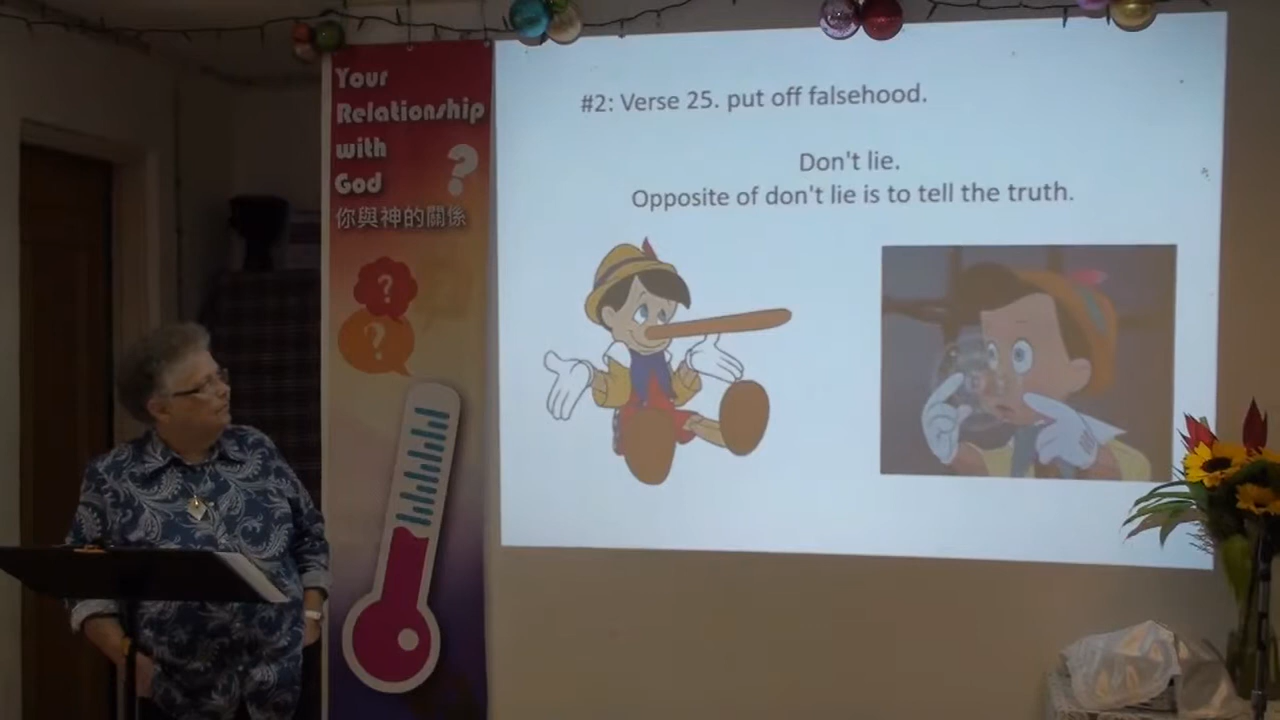 Your
Relationship
with
God
?
你與神的關係
?
?
#2: Verse 25. put off falsehood.
Don't lie.
Opposite of don't lie is to tell the truth.